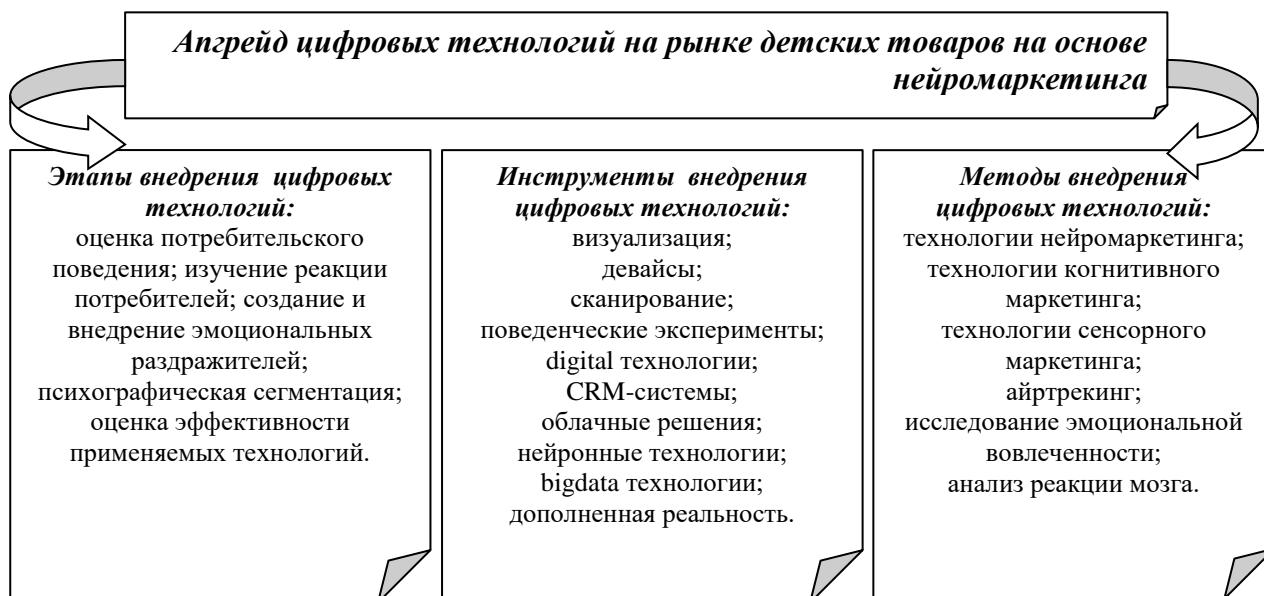 Апгрейд цифровых технологий на рынке детских товаров на основе
нейромаркетинга
Этапы внедрения цифровых
технологий:
оценка потребительского
поведения; изучение реакции
потребителей; создание и
внедрение эмоциональных
раздражителей;
психографическая сегментация;
оценка эффективности
применяемых технологий.
Инструменты внедрения
цифровых технологий:
визуализация;
девайсы;
сканирование;
поведенческие эксперименты;
digital технологии;
CRM-системы;
облачные решения;
нейронные технологии;
bigdata технологии;
дополненная реальность.
Методы внедрения
цифровых технологий:
технологии нейромаркетинга;
технологии когнитивного
маркетинга;
технологии сенсорного
маркетинга;
айртрекинг;
исследование эмоциональной
вовлеченности;
анализ реакции мозга.